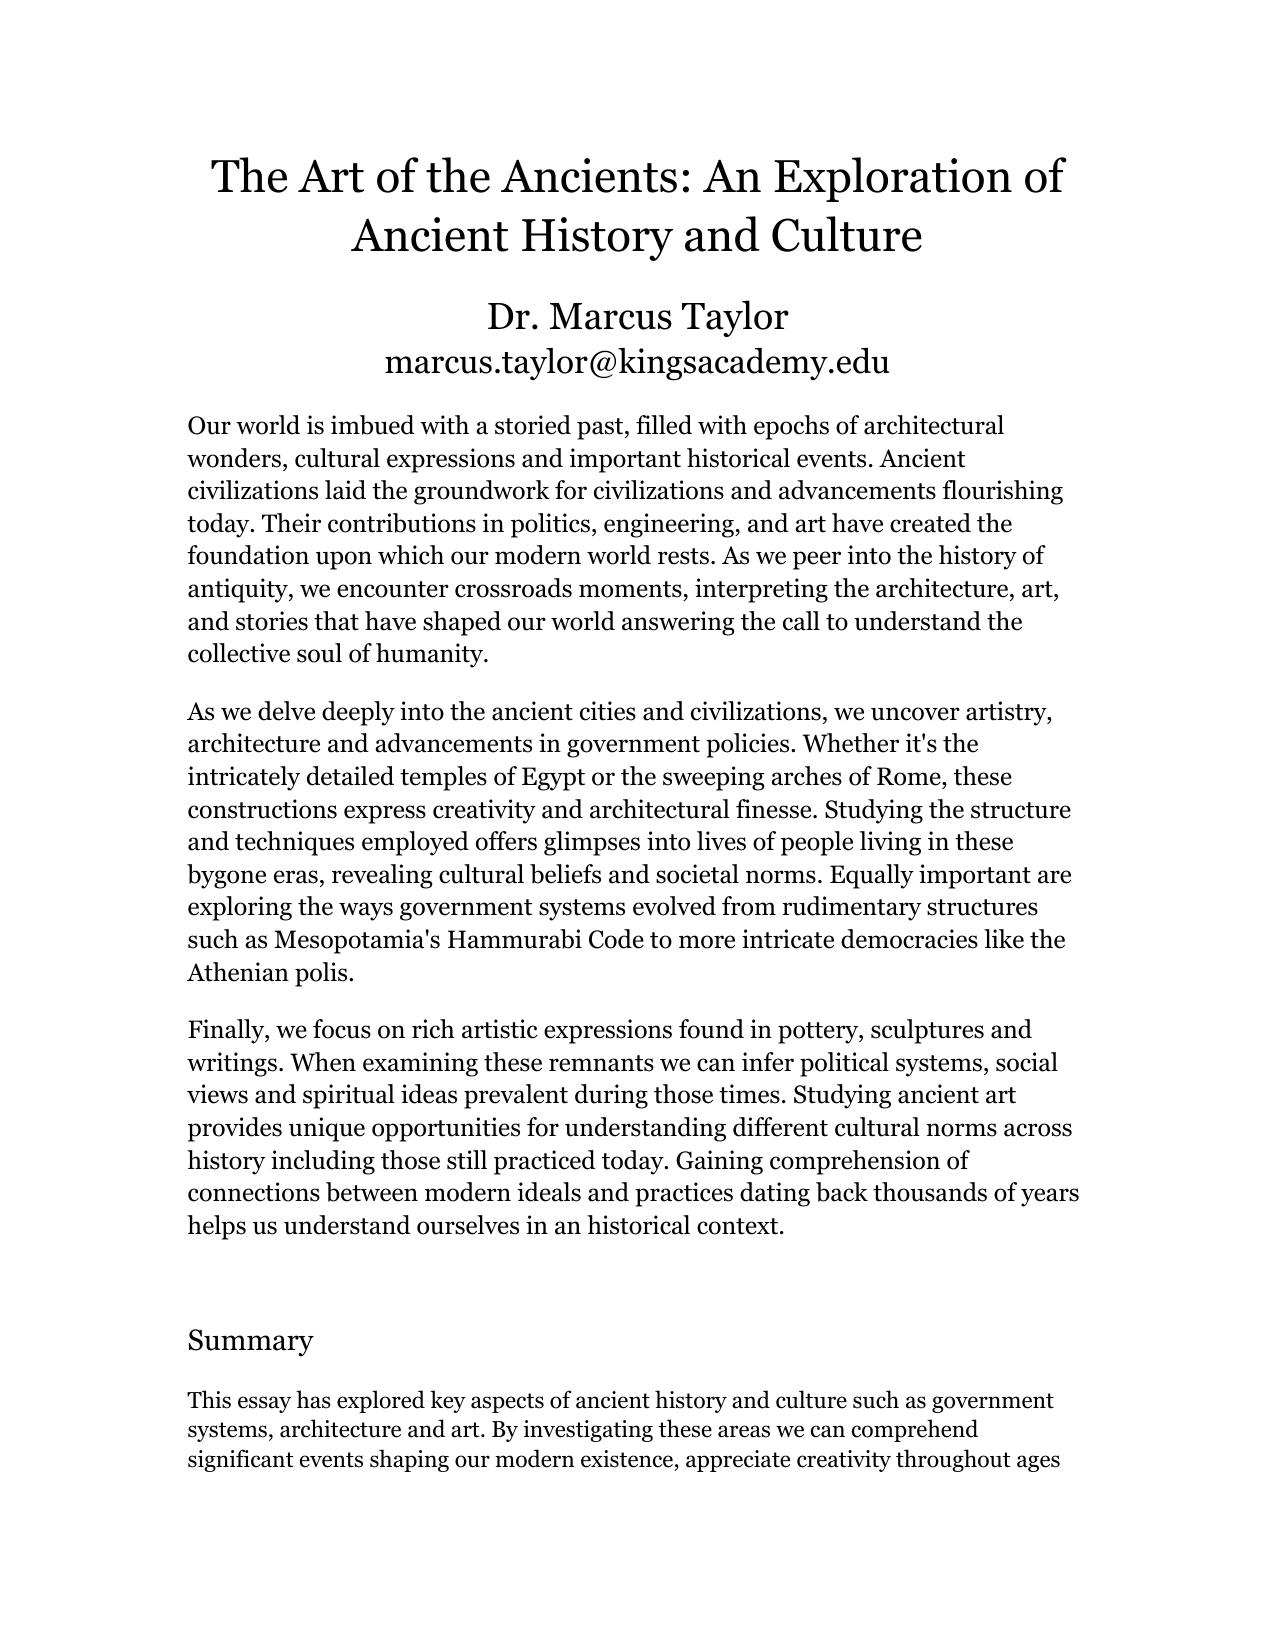 The Art of the Ancients: An Exploration of
Ancient History and Culture
Dr. Marcus Taylor
marcus.taylor@kingsacademy.edu
Our world is imbued with a storied past, filled with epochs of architectural
wonders, cultural expressions and important historical events. Ancient
civilizations laid the groundwork for civilizations and advancements flourishing
today. Their contributions in politics, engineering, and art have created the
foundation upon which our modern world rests. As we peer into the history of
antiquity, we encounter crossroads moments, interpreting the architecture, art,
and stories that have shaped our world answering the call to understand the
collective soul of humanity.
As we delve deeply into the ancient cities and civilizations, we uncover artistry,
architecture and advancements in government policies. Whether it's the
intricately detailed temples of Egypt or the sweeping arches of Rome, these
constructions express creativity and architectural finesse. Studying the structure
and techniques employed offers glimpses into lives of people living in these
bygone eras, revealing cultural beliefs and societal norms. Equally important are
exploring the ways government systems evolved from rudimentary structures
such as Mesopotamia's Hammurabi Code to more intricate democracies like the
Athenian polis.
Finally, we focus on rich artistic expressions found in pottery, sculptures and
writings. When examining these remnants we can infer political systems, social
views and spiritual ideas prevalent during those times. Studying ancient art
provides unique opportunities for understanding different cultural norms across
history including those still practiced today. Gaining comprehension of
connections between modern ideals and practices dating back thousands of years
helps us understand ourselves in an historical context.
Summary
This essay has explored key aspects of ancient history and culture such as government
systems, architecture and art. By investigating these areas we can comprehend
significant events shaping our modern existence, appreciate creativity throughout ages